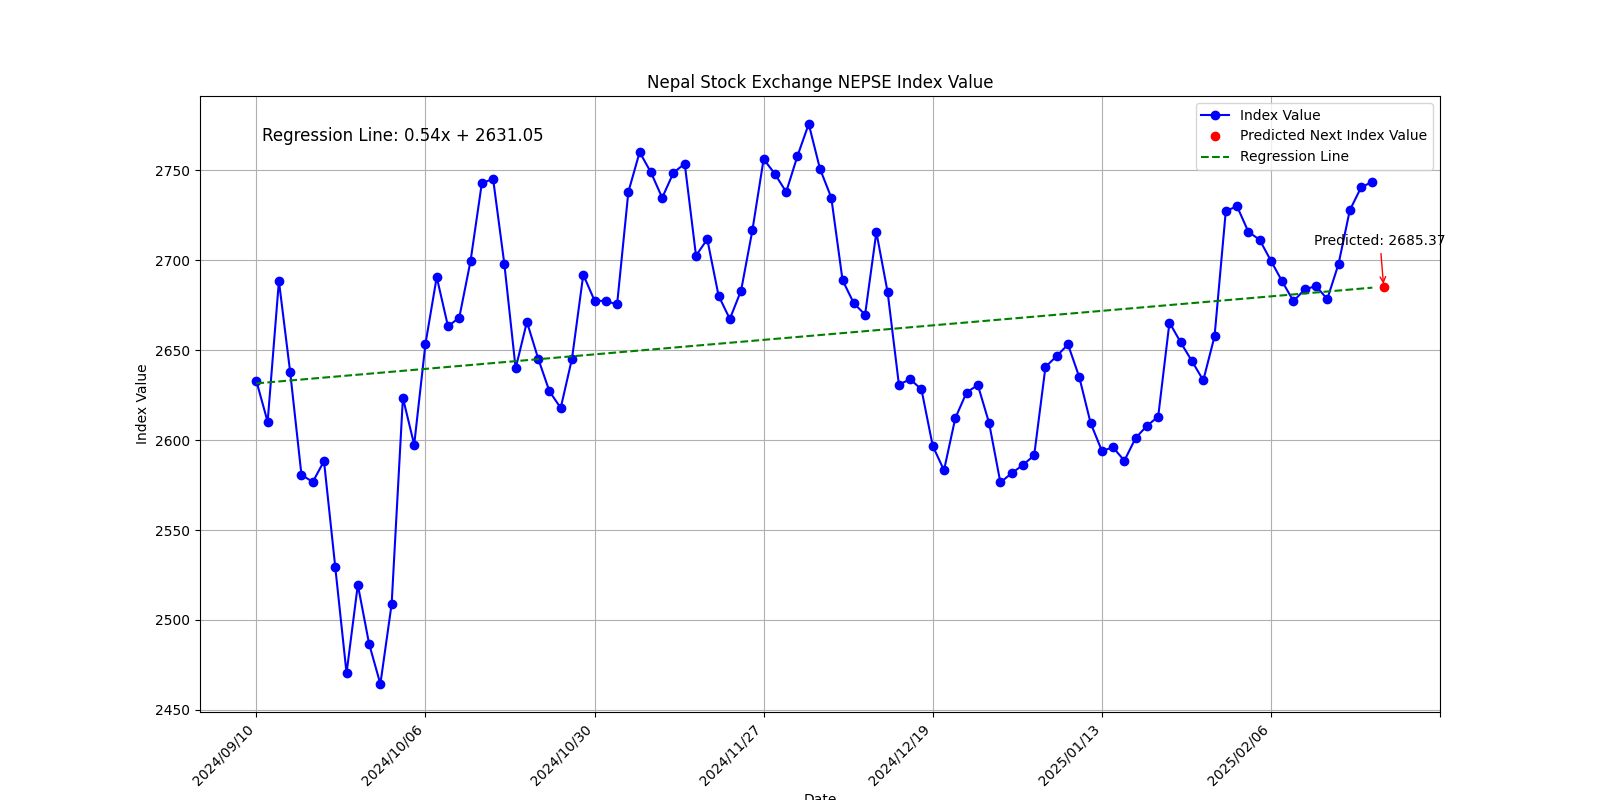 Nepal Stock Exchange NEPSE Index Value
Regression Line: 0.54x + 2631.05
Index Value
Predicted Next Index Value
Regression Line
Predicted: 2685.37
2750
2700
2650
2600
2550
2500
2450
Index Value
2024/09/10
2024/10/06
2024/10/30
2024/11/27
2024/12/19
2025/01/13
2025/02/06
Date